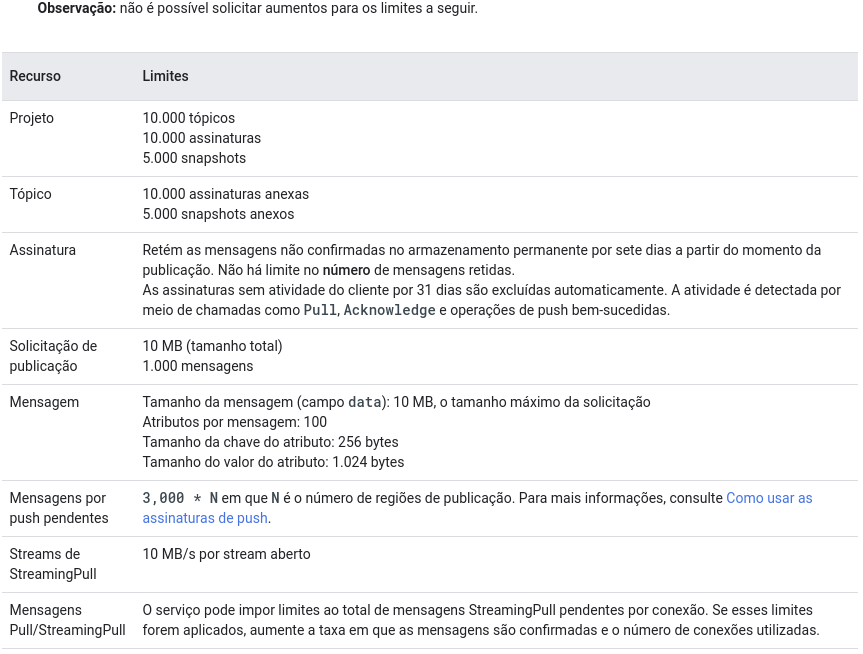 Observação: não é possível solicitar aumentos para os limites a seguir.
Recurso Limites
Projeto 10.000 tópicos
10.000 assinaturas
5.000 snapshots
Tópico 10.000 assinaturas anexas
5.000 snapshots anexos
Assinatura Retém as mensagens não confirmadas no armazenamento permanente por sete dias a partir do momento da
publicação. Não há limite no número de mensagens retidas.
As assinaturas sem atividade do cliente por 31 dias são excluídas automaticamente. A atividade é detectada por
meio de chamadas como Pull, Acknowledge e operações de push bem-sucedidas.
Solicitação de 10 MB (tamanho total)
publicação 1.000 mensagens
Mensagem Tamanho da mensagem (campo data): 10 MB, o tamanho máximo da solicitação
Atributos por mensagem: 100
Tamanho da chave do atributo: 256 bytes
Tamanho do valor do atributo: 1.024 bytes
Mensagens por 3,000 * N em que N é o número de regiões de publicação. Para mais informações, consulte Como usar as
push pendentes assinaturas de push.
Streams de 10 MB/s por stream aberto
StreamingPull
Mensagens O serviço pode impor limites ao total de mensagens StreamingPull pendentes por conexão. Se esses limites
Pull/StreamingPull forem aplicados, aumente a taxa em que as mensagens são confirmadas e o número de conexões utilizadas.